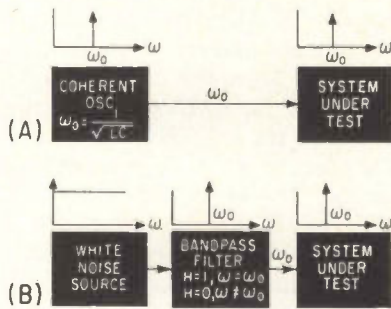 ω₀ ω
ω₀ ω
(A)
COHERENT
OSC
ω₀ = 1/√LC
ω₀
SYSTEM
UNDER
TEST
ω
ω₀ ω
ω₀ ω
(B)
WHITE
NOISE
SOURCE
BANDPASS
FILTER
H=1, ω=ω₀
H=0, ω≠ω₀
ω₀
SYSTEM
UNDER
TEST